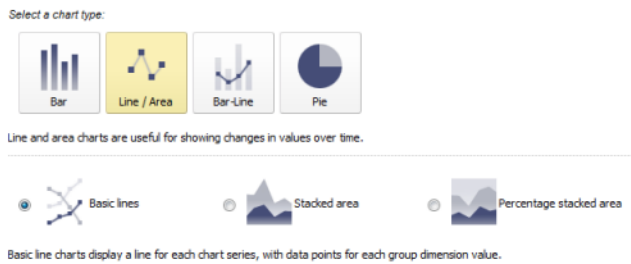 Select a chart type:
Bar
Line / Area
Bar-Line
Pie
Line and area charts are useful for showing changes in values over time.
Basic lines
Stacked area
Percentage stacked area
Basic line charts display a line for each chart series, with data points for each group dimension value.